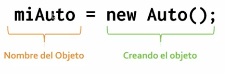 miAuto = new Auto();
Nombre del Objeto
Creando el objeto